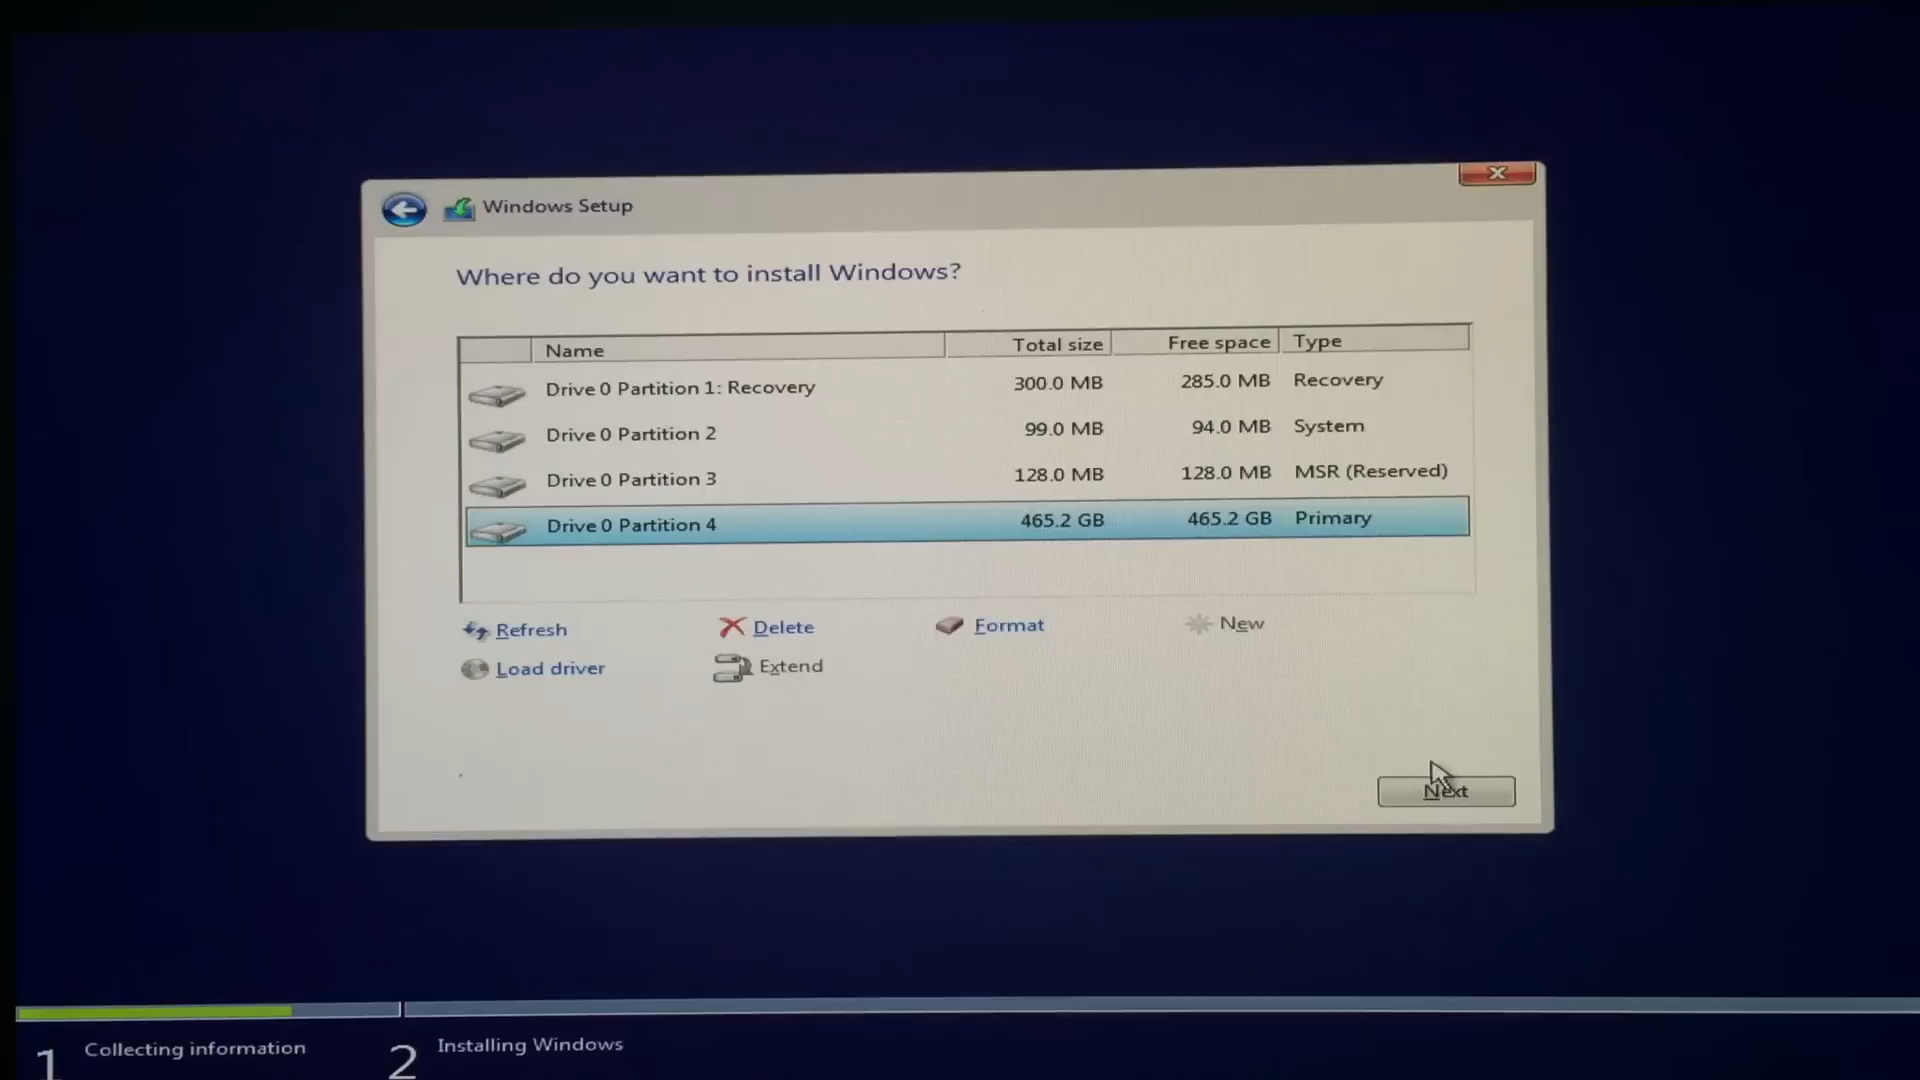 Windows Setup
Where do you want to install Windows?
Name Total size Free space Type
Drive 0 Partition 1: Recovery 300.0 MB 285.0 MB Recovery
Drive 0 Partition 2 99.0 MB 94.0 MB System
Drive 0 Partition 3 128.0 MB 128.0 MB MSR (Reserved)
Drive 0 Partition 4 465.2 GB 465.2 GB Primary
Refresh Delete Format New
Load driver Extend
Next
1 Collecting information 2 Installing Windows